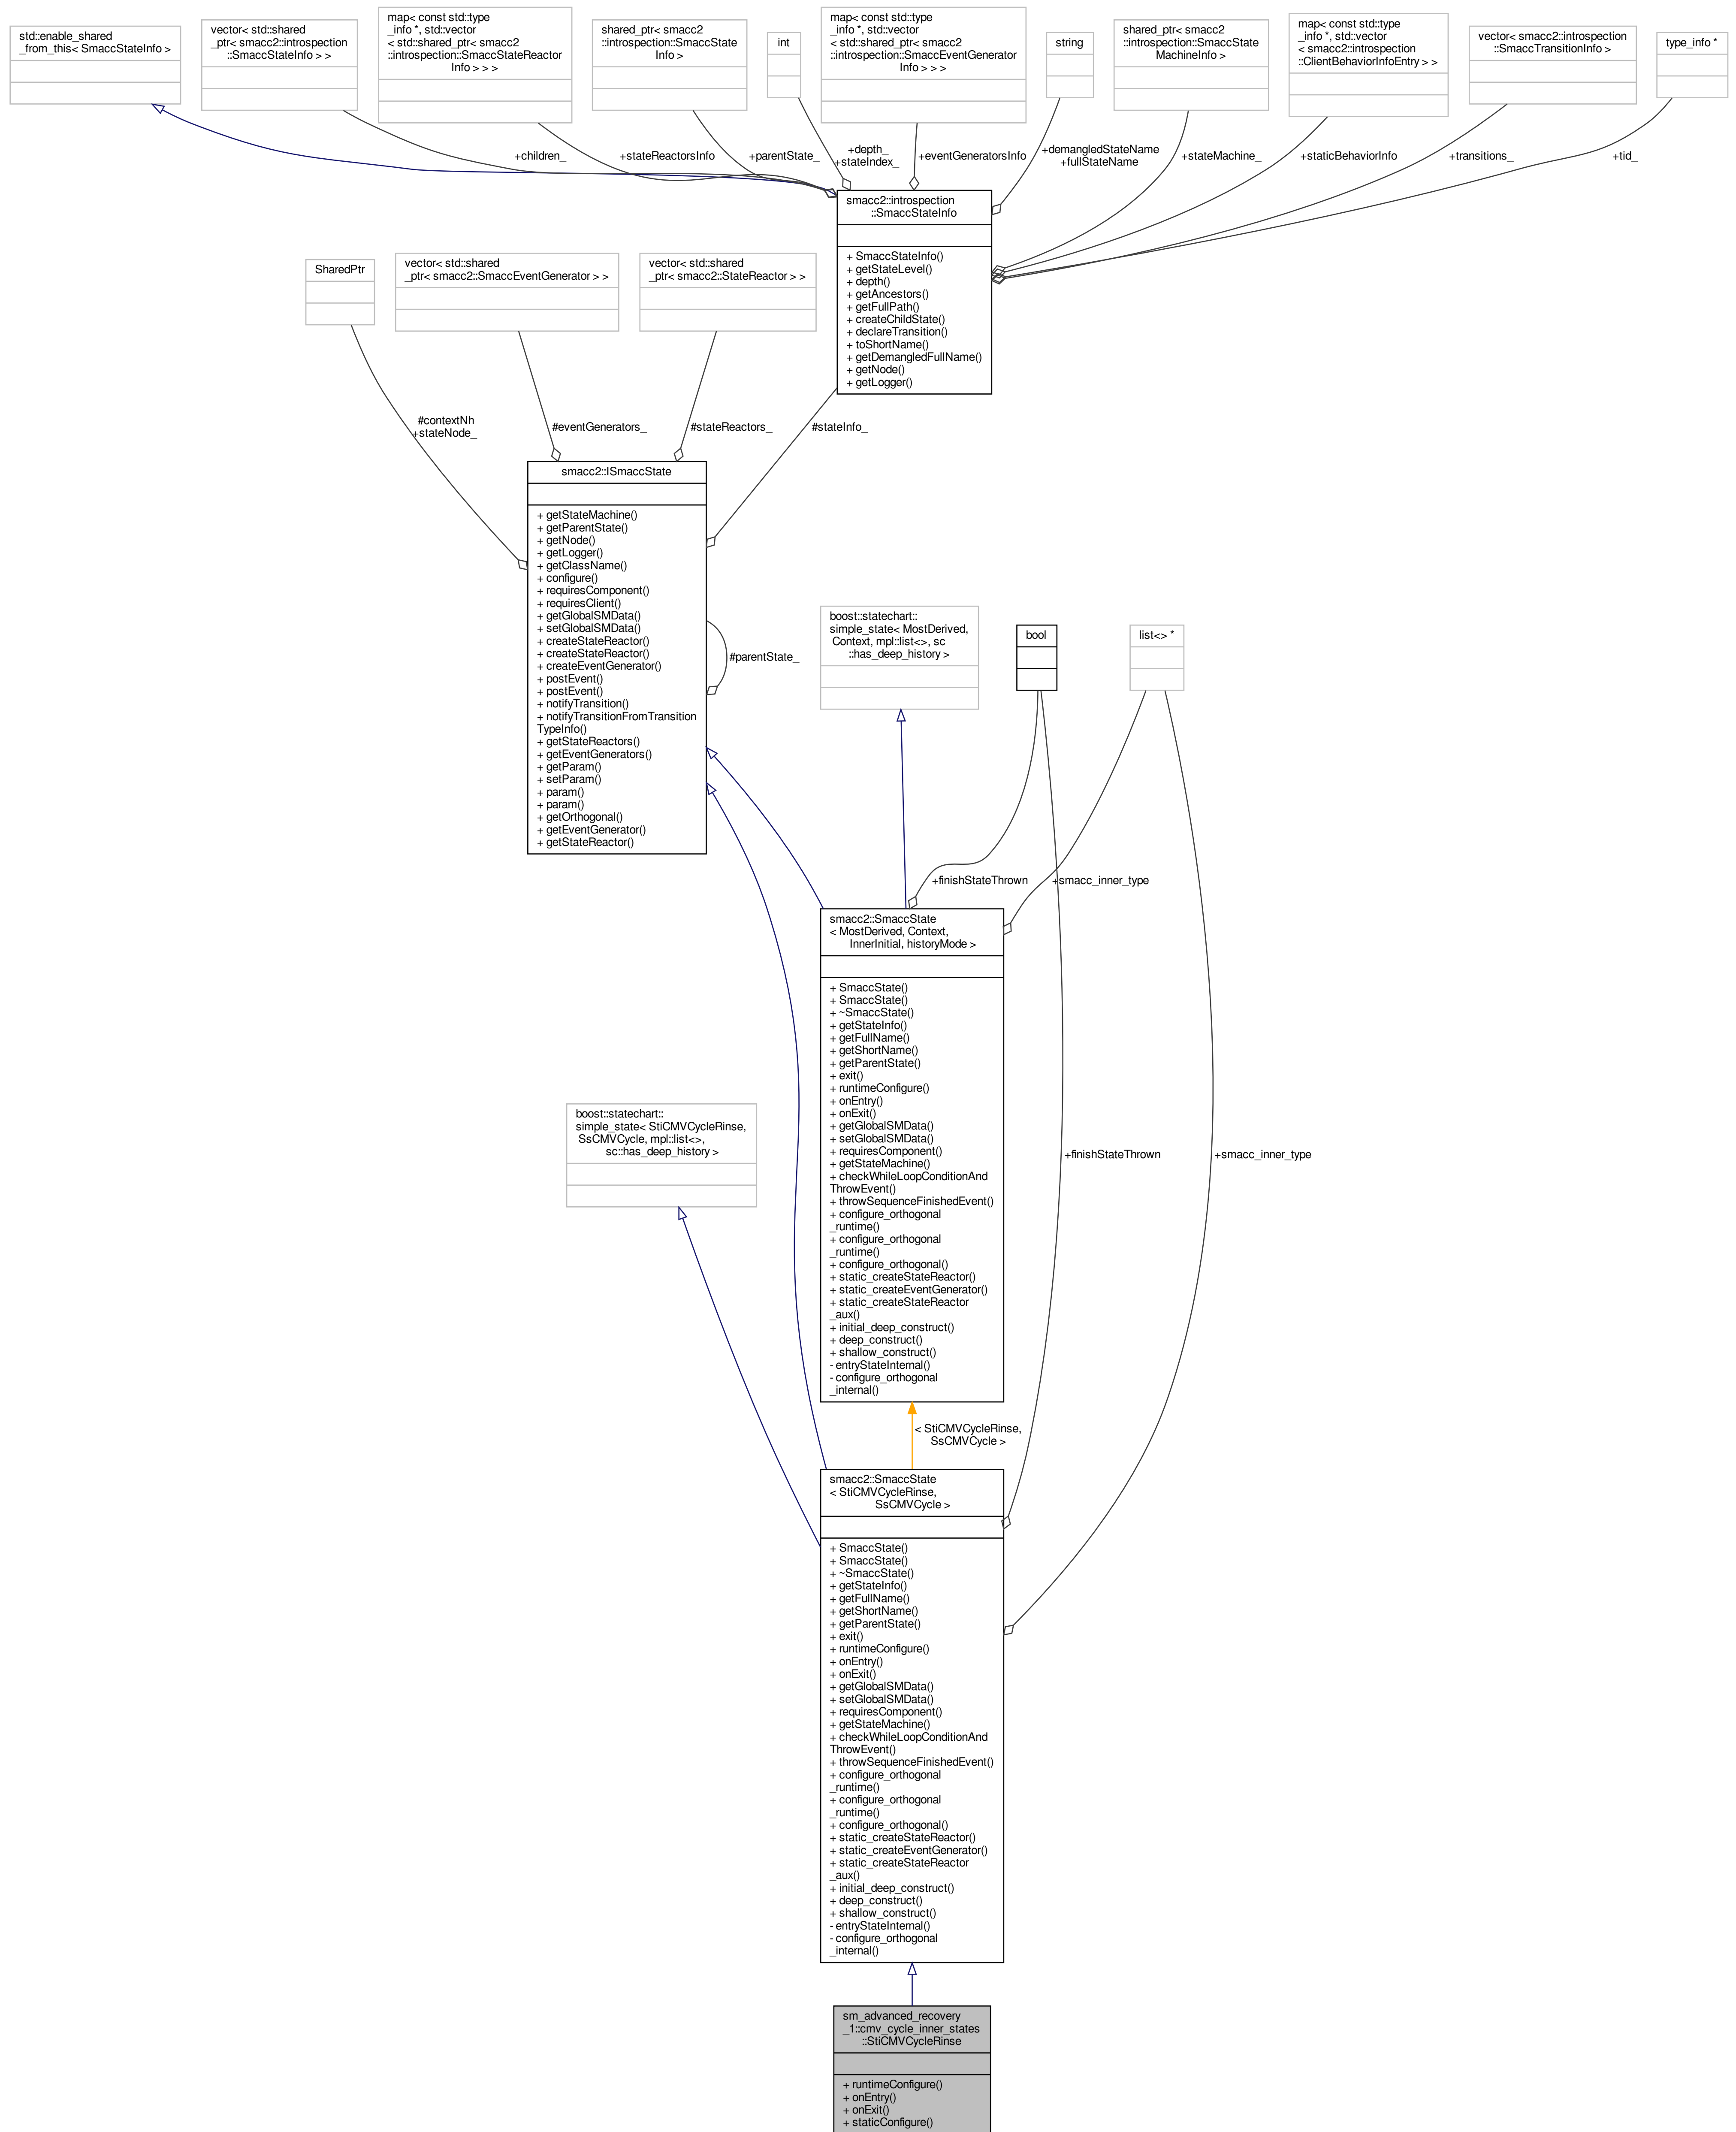 std::enable_shared
_from_this< SmaccStateInfo >
vector< std::shared
_ptr< smacc2::introspection
::SmaccStateInfo > >
map< const std::type
_info *, std::vector
< std::shared_ptr< smacc2
::introspection::SmaccStateReactor
Info > > >
shared_ptr< smacc2
::introspection::SmaccState
Info >
int
map< const std::type
_info *, std::vector
< std::shared_ptr< smacc2
::introspection::SmaccEventGenerator
Info > > >
string
shared_ptr< smacc2
::introspection::SmaccState
MachineInfo >
map< const std::type
_info *, std::vector
< smacc2::introspection
::ClientBehaviorInfoEntry > >
vector< smacc2::introspection
::SmaccTransitionInfo >
type_info *
+children_
+stateReactorsInfo
+parentState_
+depth_
+stateIndex_
+eventGeneratorsInfo
+demangledStateName
+fullStateName
+stateMachine_
+staticBehaviorInfo
+transitions_
+tid_
smacc2::introspection
::SmaccStateInfo
+ SmaccStateInfo()
+ getStateLevel()
+ depth()
+ getAncestors()
+ getFullPath()
+ createChildState()
+ declareTransition()
+ toShortName()
+ getDemangledFullName()
+ getNode()
+ getLogger()
SharedPtr
vector< std::shared
_ptr< smacc2::SmaccEventGenerator > >
vector< std::shared
_ptr< smacc2::StateReactor > >
#contextNh
+stateNode_
#eventGenerators_
#stateReactors_
#stateInfo_
smacc2::ISmaccState
+ getStateMachine()
+ getParentState()
+ getNode()
+ getLogger()
+ getClassName()
+ configure()
+ requiresComponent()
+ requiresClient()
+ getGlobalSMData()
+ setGlobalSMData()
+ createStateReactor()
+ createStateReactor()
+ createEventGenerator()
+ postEvent()
+ postEvent()
+ notifyTransition()
+ notifyTransitionFromTransition
TypeInfo()
+ getStateReactors()
+ getEventGenerators()
+ getParam()
+ setParam()
+ param()
+ param()
+ getOrthogonal()
+ getEventGenerator()
+ getStateReactor()
#parentState_
boost::statechart::
simple_state< MostDerived,
Context, mpl::list<>, sc
::has_deep_history >
bool
list<> *
+finishStateThrown
+smacc_inner_type
smacc2::SmaccState
< MostDerived, Context,
InnerInitial, historyMode >
+ SmaccState()
+ SmaccState()
+ ~SmaccState()
+ getStateInfo()
+ getFullName()
+ getShortName()
+ getParentState()
+ exit()
+ runtimeConfigure()
+ onEntry()
+ onExit()
+ getGlobalSMData()
+ setGlobalSMData()
+ requiresComponent()
+ getStateMachine()
+ checkWhileLoopConditionAnd
ThrowEvent()
+ throwSequenceFinishedEvent()
+ configure_orthogonal
_runtime()
+ configure_orthogonal
_runtime()
+ configure_orthogonal()
+ static_createStateReactor()
+ static_createEventGenerator()
+ static_createStateReactor
_aux()
+ initial_deep_construct()
+ deep_construct()
+ shallow_construct()
- entryStateInternal()
- configure_orthogonal
_internal()
boost::statechart::
simple_state< StiCMVCycleRinse,
SsCMVCycle, mpl::list<>,
sc::has_deep_history >
+finishStateThrown
+smacc_inner_type
< StiCMVCycleRinse,
SsCMVCycle >
smacc2::SmaccState
< StiCMVCycleRinse,
SsCMVCycle >
+ SmaccState()
+ SmaccState()
+ ~SmaccState()
+ getStateInfo()
+ getFullName()
+ getShortName()
+ getParentState()
+ exit()
+ runtimeConfigure()
+ onEntry()
+ onExit()
+ getGlobalSMData()
+ setGlobalSMData()
+ requiresComponent()
+ getStateMachine()
+ checkWhileLoopConditionAnd
ThrowEvent()
+ throwSequenceFinishedEvent()
+ configure_orthogonal
_runtime()
+ configure_orthogonal
_runtime()
+ configure_orthogonal()
+ static_createStateReactor()
+ static_createEventGenerator()
+ static_createStateReactor
_aux()
+ initial_deep_construct()
+ deep_construct()
+ shallow_construct()
- entryStateInternal()
- configure_orthogonal
_internal()
sm_advanced_recovery
_1::cmv_cycle_inner_states
::StiCMVCycleRinse
+ runtimeConfigure()
+ onEntry()
+ onExit()
+ staticConfigure()